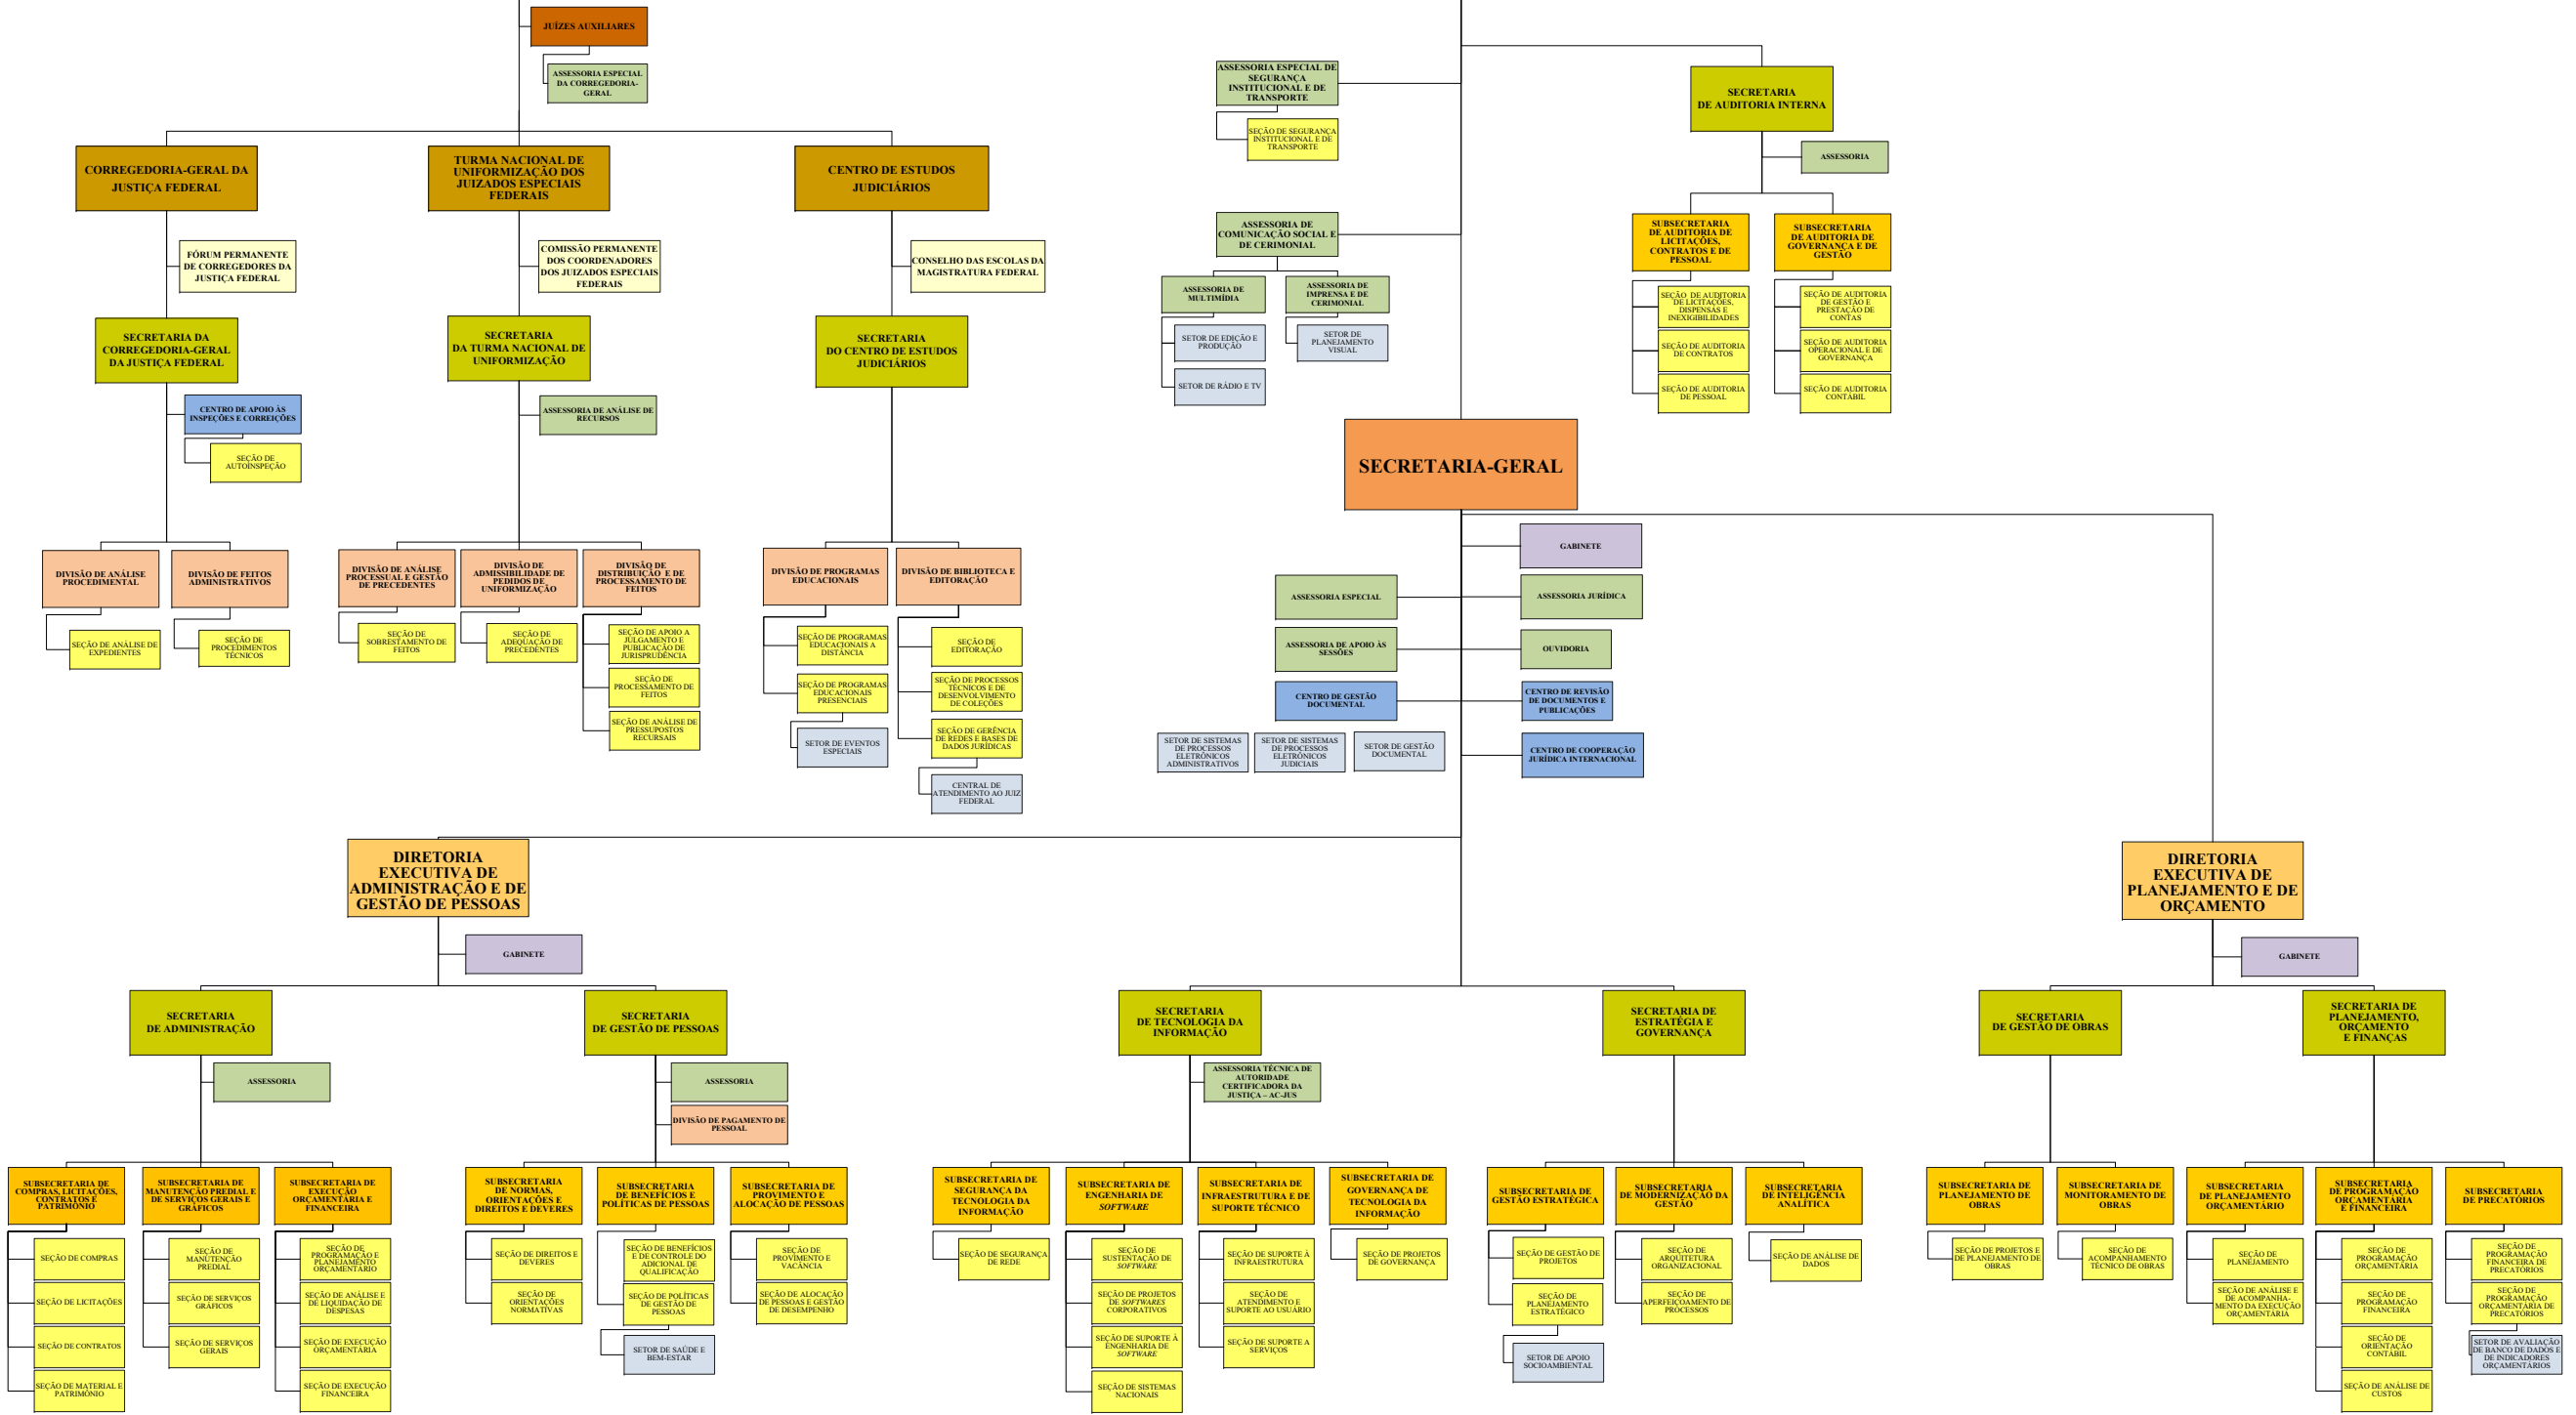 JUÍZES AUXILIARES
ASSESSORIA ESPECIAL
DA CORREGEDORIA-
GERAL
CORREGEDORIA-GERAL DA
JUSTIÇA FEDERAL
TURMA NACIONAL DE
UNIFORMIZAÇÃO DOS
JUIZADOS ESPECIAIS
FEDERAIS
CENTRO DE ESTUDOS
JUDICIÁRIOS
FÓRUM PERMANENTE
DE CORREGEDORES DA
JUSTIÇA FEDERAL
COMISSÃO PERMANENTE
DOS COORDENADORES
DOS JUIZADOS ESPECIAIS
FEDERAIS
CONSELHO DAS ESCOLAS DA
MAGISTRATURA FEDERAL
SECRETARIA DA
CORREGEDORIA-GERAL
DA JUSTIÇA FEDERAL
SECRETARIA
DA TURMA NACIONAL DE
UNIFORMIZAÇÃO
SECRETARIA
DO CENTRO DE ESTUDOS
JUDICIÁRIOS
CENTRO DE APOIO ÀS
INSPEÇÕES E CORREIÇÕES
SEÇÃO DE
AUTOINSPEÇÃO
ASSESSORIA DE ANÁLISE DE
RECURSOS
DIVISÃO DE ANÁLISE
PROCEDIMENTAL
DIVISÃO DE FEITOS
ADMINISTRATIVOS
DIVISÃO DE ANÁLISE
PROCESSUAL E GESTÃO
DE PRECEDENTES
DIVISÃO DE
ADMISSIBILIDADE DE
PEDIDOS DE
UNIFORMIZAÇÃO
DIVISÃO DE
DISTRIBUIÇÃO E DE
PROCESSAMENTO DE
FEITOS
DIVISÃO DE PROGRAMAS
EDUCACIONAIS
DIVISÃO DE BIBLIOTECA E
EDITORAÇÃO
SEÇÃO DE ANÁLISE DE
EXPEDIENTES
SEÇÃO DE
PROCEDIMENTOS
TÉCNICOS
SEÇÃO DE
SOBRESTAMENTO DE
FEITOS
SEÇÃO DE
ADEQUAÇÃO DE
PRECEDENTES
SEÇÃO DE APOIO A
JULGAMENTO E
PUBLICAÇÃO DE
JURISPRUDÊNCIA
SEÇÃO DE
PROCESSAMENTO DE
FEITOS
SEÇÃO DE ANÁLISE DE
PRESSUPOSTOS
RECURSAIS
SEÇÃO DE PROGRAMAS
EDUCACIONAIS A
DISTÂNCIA
SEÇÃO DE PROGRAMAS
EDUCACIONAIS
PRESENCIAIS
SETOR DE EVENTOS
ESPECIAIS
SEÇÃO DE
EDITORAÇÃO
SEÇÃO DE PROCESSOS
TÉCNICOS E DE
DESENVOLVIMENTO
DE COLEÇÕES
SEÇÃO DE GERÊNCIA
DE REDES E BASES DE
DADOS JURÍDICAS
CENTRAL DE
ATENDIMENTO AO JUIZ
FEDERAL
ASSESSORIA ESPECIAL DE
SEGURANÇA
INSTITUCIONAL E DE
TRANSPORTE
SEÇÃO DE SEGURANÇA
INSTITUCIONAL E DE
TRANSPORTE
ASSESSORIA DE
COMUNICAÇÃO SOCIAL E
DE CERIMONIAL
ASSESSORIA DE
MULTIMÍDIA
ASSESSORIA DE
IMPRENSA E DE
CERIMONIAL
SETOR DE EDIÇÃO E
PRODUÇÃO
SETOR DE
PLANEJAMENTO
VISUAL
SETOR DE RÁDIO E TV
SECRETARIA
DE AUDITORIA INTERNA
ASSESSORIA
SUBSECRETARIA
DE AUDITORIA DE
LICITAÇÕES,
CONTRATOS E DE
PESSOAL
SUBSECRETARIA
DE AUDITORIA DE
GOVERNANÇA E DE
GESTÃO
SEÇÃO DE AUDITORIA
DE LICITAÇÕES,
DISPENSAS E
INEXIGIBILIDADES
SEÇÃO DE AUDITORIA
DE CONTRATOS
SEÇÃO DE AUDITORIA
DE PESSOAL
SEÇÃO DE AUDITORIA
DE GESTÃO E
PRESTAÇÃO DE
CONTAS
SEÇÃO DE AUDITORIA
OPERACIONAL E DE
GOVERNANÇA
SEÇÃO DE AUDITORIA
CONTÁBIL
SECRETARIA-GERAL
GABINETE
ASSESSORIA ESPECIAL
ASSESSORIA JURÍDICA
ASSESSORIA DE APOIO ÀS
SESSÕES
OUVIDORIA
CENTRO DE GESTÃO
DOCUMENTAL
CENTRO DE REVISÃO
DE DOCUMENTOS E
PUBLICAÇÕES
SETOR DE SISTEMAS
DE PROCESSOS
ELETRÔNICOS
ADMINISTRATIVOS
SETOR DE SISTEMAS
DE PROCESSOS
ELETRÔNICOS
JUDICIAIS
SETOR DE GESTÃO
DOCUMENTAL
CENTRO DE COOPERAÇÃO
JURÍDICA INTERNACIONAL
DIRETORIA
EXECUTIVA DE
ADMINISTRAÇÃO E DE
GESTÃO DE PESSOAS
GABINETE
SECRETARIA
DE ADMINISTRAÇÃO
SECRETARIA
DE GESTÃO DE PESSOAS
ASSESSORIA
ASSESSORIA
DIVISÃO DE PAGAMENTO DE
PESSOAL
SUBSECRETARIA DE
COMPRAS, LICITAÇÕES,
CONTRATOS E
PATRIMÔNIO
SUBSECRETARIA DE
MANUTENÇÃO PREDIAL E
DE SERVIÇOS GERAIS E
GRÁFICOS
SUBSECRETARIA DE
EXECUÇÃO
ORÇAMENTÁRIA E
FINANCEIRA
SEÇÃO DE COMPRAS
SEÇÃO DE LICITAÇÕES
SEÇÃO DE CONTRATOS
SEÇÃO DE MATERIAL E
PATRIMÔNIO
SEÇÃO DE
MANUTENÇÃO
PREDIAL
SEÇÃO DE SERVIÇOS
GRÁFICOS
SEÇÃO DE SERVIÇOS
GERAIS
SEÇÃO DE
PROGRAMAÇÃO E
PLANEJAMENTO
ORÇAMENTÁRIO
SEÇÃO DE ANÁLISE E
DE LIQUIDAÇÃO DE
DESPESAS
SEÇÃO DE EXECUÇÃO
ORÇAMENTÁRIA
SEÇÃO DE EXECUÇÃO
FINANCEIRA
SUBSECRETARIA
DE NORMAS,
ORIENTAÇÕES E
DIREITOS E DEVERES
SUBSECRETARIA
DE BENEFÍCIOS E
POLÍTICAS DE PESSOAS
SUBSECRETARIA DE
PROVIMENTO E
ALOCAÇÃO DE PESSOAS
SEÇÃO DE DIREITOS E
DEVERES
SEÇÃO DE
ORIENTAÇÕES
NORMATIVAS
SEÇÃO DE BENEFÍCIOS
E DE CONTROLE DO
ADICIONAL DE
QUALIFICAÇÃO
SEÇÃO DE POLÍTICAS
DE GESTÃO DE
PESSOAS
SETOR DE SAÚDE E
BEM-ESTAR
SEÇÃO DE
PROVIMENTO E
VACÂNCIA
SEÇÃO DE ALOCAÇÃO
DE PESSOAS E GESTÃO
DE DESEMPENHO
SECRETARIA
DE TECNOLOGIA DA
INFORMAÇÃO
ASSESSORIA TÉCNICA DE
AUTORIDADE
CERTIFICADORA DA
JUSTIÇA – AC-JUS
SUBSECRETARIA DE
SEGURANÇA DA
TECNOLOGIA DA
INFORMAÇÃO
SUBSECRETARIA DE
ENGENHARIA DE
SOFTWARE
SUBSECRETARIA DE
INFRAESTRUTURA E DE
SUPORTE TÉCNICO
SUBSECRETARIA DE
GOVERNANÇA DE
TECNOLOGIA DA
INFORMAÇÃO
SEÇÃO DE SEGURANÇA
DE REDE
SEÇÃO DE
SUSTENTAÇÃO DE
SOFTWARE
SEÇÃO DE PROJETOS
DE SOFTWARES
CORPORATIVOS
SEÇÃO DE SUPORTE À
ENGENHARIA DE
SOFTWARE
SEÇÃO DE SISTEMAS
NACIONAIS
SEÇÃO DE SUPORTE À
INFRAESTRUTURA
SEÇÃO DE
ATENDIMENTO E
SUPORTE AO USUÁRIO
SEÇÃO DE SUPORTE A
SERVIÇOS
SEÇÃO DE PROJETOS
DE GOVERNANÇA
SECRETARIA DE
ESTRATÉGIA E
GOVERNANÇA
SUBSECRETARIA DE
GESTÃO ESTRATÉGICA
SUBSECRETARIA
DE MODERNIZAÇÃO DA
GESTÃO
SUBSECRETARIA
DE INTELIGÊNCIA
ANALÍTICA
SEÇÃO DE GESTÃO DE
PROJETOS
SEÇÃO DE
PLANEJAMENTO
ESTRATÉGICO
SETOR DE APOIO
SOCIOAMBIENTAL
SEÇÃO DE
ARQUITETURA
ORGANIZACIONAL
SEÇÃO DE
APERFEIÇOAMENTO DE
PROCESSOS
SEÇÃO DE ANÁLISE DE
DADOS
DIRETORIA
EXECUTIVA DE
PLANEJAMENTO E DE
ORÇAMENTO
GABINETE
SECRETARIA
DE GESTÃO DE OBRAS
SECRETARIA DE
PLANEJAMENTO,
ORÇAMENTO
E FINANÇAS
SUBSECRETARIA DE
PLANEJAMENTO DE
OBRAS
SUBSECRETARIA DE
MONITORAMENTO DE
OBRAS
SEÇÃO DE PROJETOS E
DE PLANEJAMENTO DE
OBRAS
SEÇÃO DE
ACOMPANHAMENTO
TÉCNICO DE OBRAS
SUBSECRETARIA
DE PLANEJAMENTO
ORÇAMENTÁRIO
SUBSECRETARIA
DE PROGRAMAÇÃO
ORÇAMENTÁRIA
E FINANCEIRA
SUBSECRETARIA
DE PRECATÓRIOS
SEÇÃO DE
PLANEJAMENTO
SEÇÃO DE ANÁLISE E
DE ACOMPANHA-
MENTO DA EXECUÇÃO
ORÇAMENTÁRIA
SEÇÃO DE
PROGRAMAÇÃO
ORÇAMENTÁRIA
SEÇÃO DE
PROGRAMAÇÃO
FINANCEIRA
SEÇÃO DE
ORIENTAÇÃO
CONTÁBIL
SEÇÃO DE ANÁLISE DE
CUSTOS
SEÇÃO DE
PROGRAMAÇÃO
FINANCEIRA DE
PRECATÓRIOS
SEÇÃO DE
PROGRAMAÇÃO
ORÇAMENTÁRIA DE
PRECATÓRIOS
SETOR DE AVALIAÇÃO
DE BANCO DE DADOS E
DE INDICADORES
ORÇAMENTÁRIOS